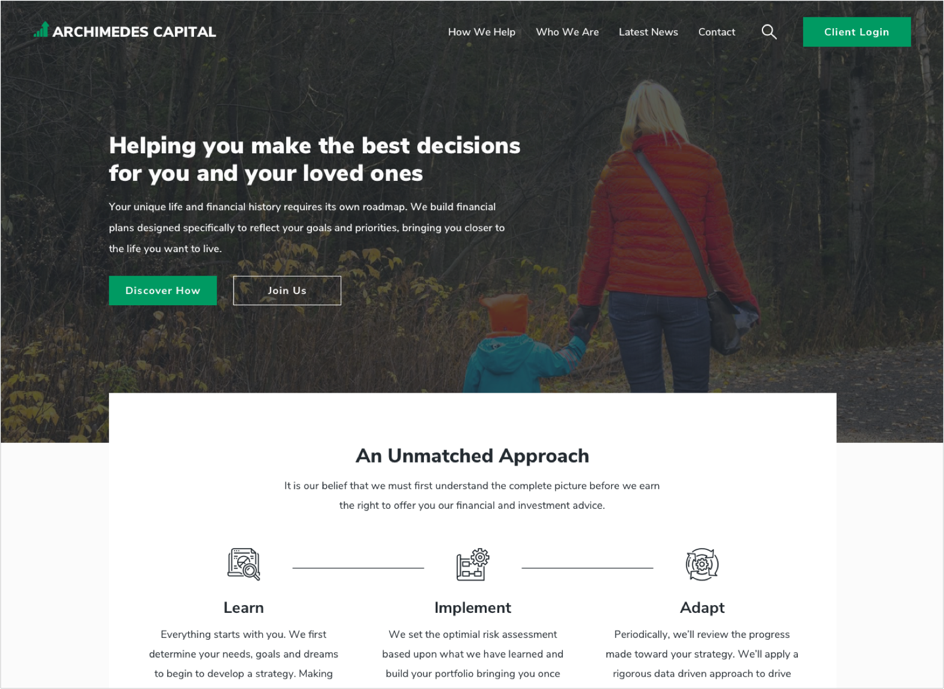 ARCHIMEDES CAPITAL
How We Help Who We Are Latest News Contact Client Login
Helping you make the best decisions
for you and your loved ones
Your unique life and financial history requires its own roadmap. We build financial
plans designed specifically to reflect your goals and priorities, bringing you closer to
the life you want to live.
Discover How Join Us
An Unmatched Approach
It is our belief that we must first understand the complete picture before we earn
the right to offer you our financial and investment advice.
Learn
Everything starts with you. We first
determine your needs, goals and dreams
to begin to develop a strategy. Making
Implement
We set the optimial risk assessment
based upon what we have learned and
build your portfolio bringing you once
Adapt
Periodically, we’ll review the progress
made toward your strategy. We’ll apply a
rigorous data driven approach to drive